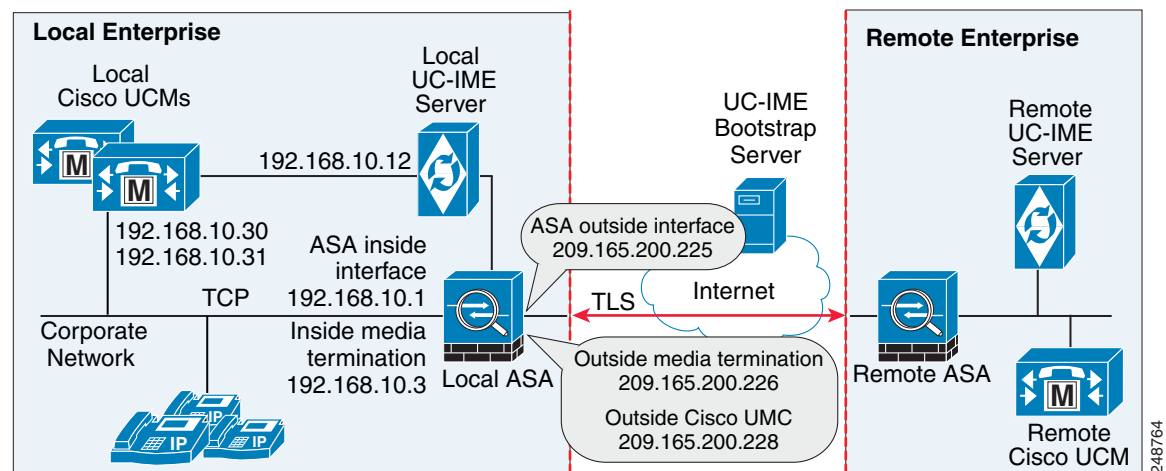 Local Enterprise
Local
Cisco UCMs
Local
UC-IME
Server
M
M
192.168.10.12
192.168.10.30
192.168.10.31
ASA inside
interface
192.168.10.1
TCP
Corporate
Network
Inside media
termination
192.168.10.3
Local ASA
IP
IP
IP
ASA outside interface
209.165.200.225
UC-IME
Bootstrap
Server
Internet
TLS
Outside media termination
209.165.200.226
Outside Cisco UMC
209.165.200.228
Remote Enterprise
Remote
UC-IME
Server
Remote ASA
M
Remote
Cisco UCM
248764